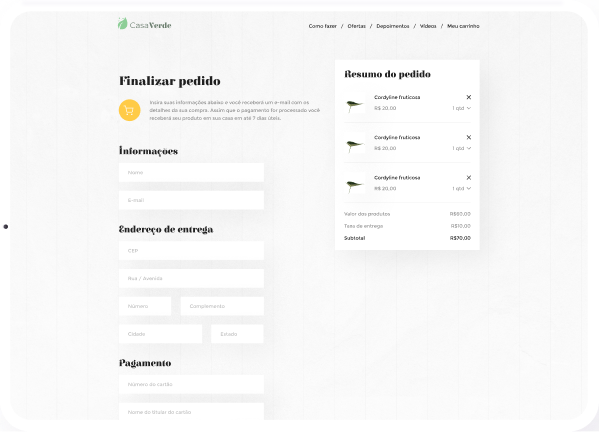 CasaVerde
Como fazer / Ofertas / Depoimentos / Vídeos / Meu carrinho
Finalizar pedido
Insira suas informações abaixo e você receberá um e-mail com os
detalhes da sua compra. Assim que o pagamento for processado você
receberá seu produto em sua casa em até 7 dias úteis.
Informações
Nome
E-mail
Endereço de entrega
CEP
Rua / Avenida
Número
Complemento
Cidade
Estado
Pagamento
Número do cartão
Nome do titular do cartão
Resumo do pedido
Cordyline fruticosa
R$ 20,00
1 qtd
Cordyline fruticosa
R$ 20,00
1 qtd
Cordyline fruticosa
R$ 20,00
1 qtd
Valor dos produtos R$60,00
Taxa de entrega R$10,00
Subtotal R$70,00